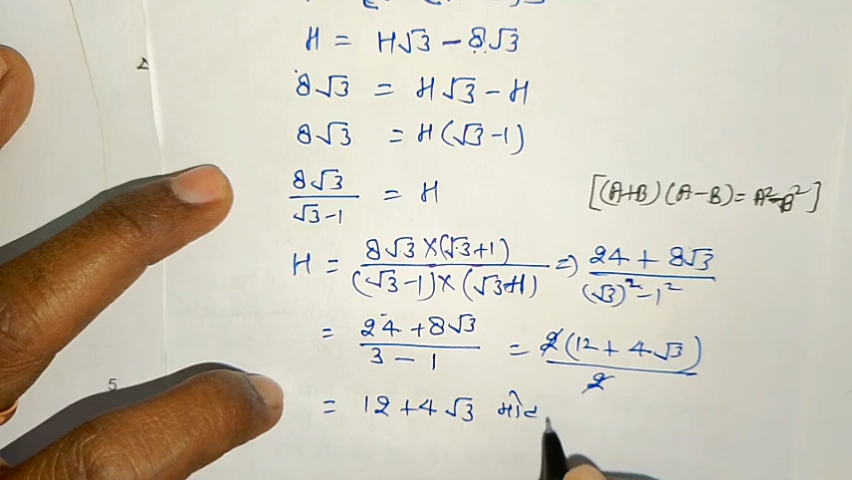 H = H√3 - 8√3
8√3 = H√3 - H
8√3 = H(√3-1)
8√3/√3-1 = H
[(A+B)(A-B)=A²-B²]
H = 8√3×(√3+1)/(√3-1)×(√3+1) ⇒ 24+8√3/(√3)²-1²
= 24+8√3/3-1 = 2(12+4√3)/2
= 12+4√3
5